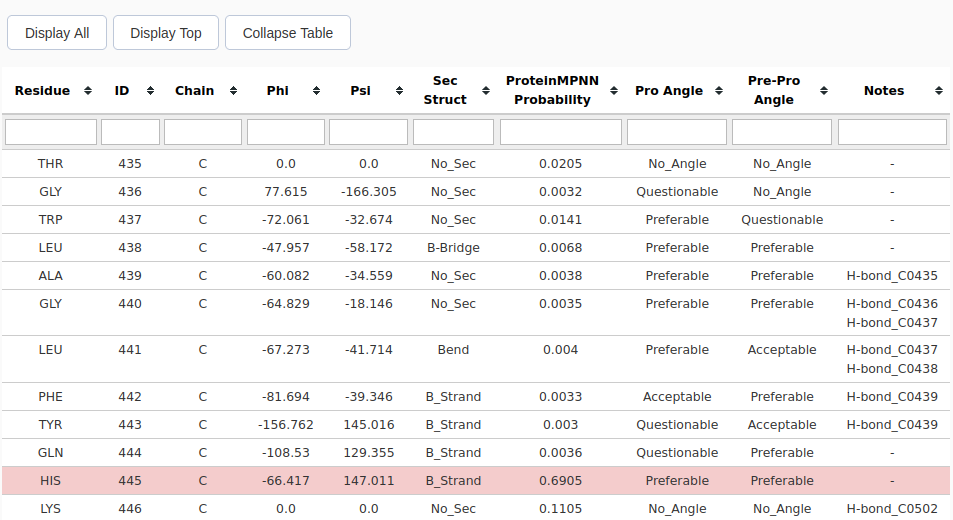 Display All Display Top Collapse Table
Residue ID Chain Phi Psi Sec Struct ProteinMPNN Probability Pro Angle Pre-Pro Angle Notes
THR 435 C 0.0 0.0 No_Sec 0.0205 No_Angle No_Angle -
GLY 436 C 77.615 -166.305 No_Sec 0.0032 Questionable No_Angle -
TRP 437 C -72.061 -32.674 No_Sec 0.0141 Preferable Questionable -
LEU 438 C -47.957 -58.172 B-Bridge 0.0068 Preferable Preferable -
ALA 439 C -60.082 -34.559 No_Sec 0.0038 Preferable Preferable H-bond_C0435
GLY 440 C -64.829 -18.146 No_Sec 0.0035 Preferable Preferable H-bond_C0436
H-bond_C0437
LEU 441 C -67.273 -41.714 Bend 0.004 Preferable Acceptable H-bond_C0437
H-bond_C0438
PHE 442 C -81.694 -39.346 B_Strand 0.0033 Acceptable Preferable H-bond_C0439
TYR 443 C -156.762 145.016 B_Strand 0.003 Questionable Acceptable H-bond_C0439
GLN 444 C -108.53 129.355 B_Strand 0.0036 Questionable Preferable -
HIS 445 C -66.417 147.011 B_Strand 0.6905 Preferable Preferable -
LYS 446 C 0.0 0.0 No_Sec 0.1105 No_Angle No_Angle H-bond_C0502